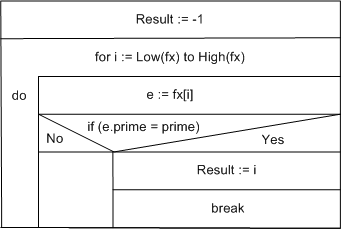 Result := -1
for i := Low(fx) to High(fx)
do
e := fx[i]
if (e.prime = prime)
No
Yes
Result := i
break